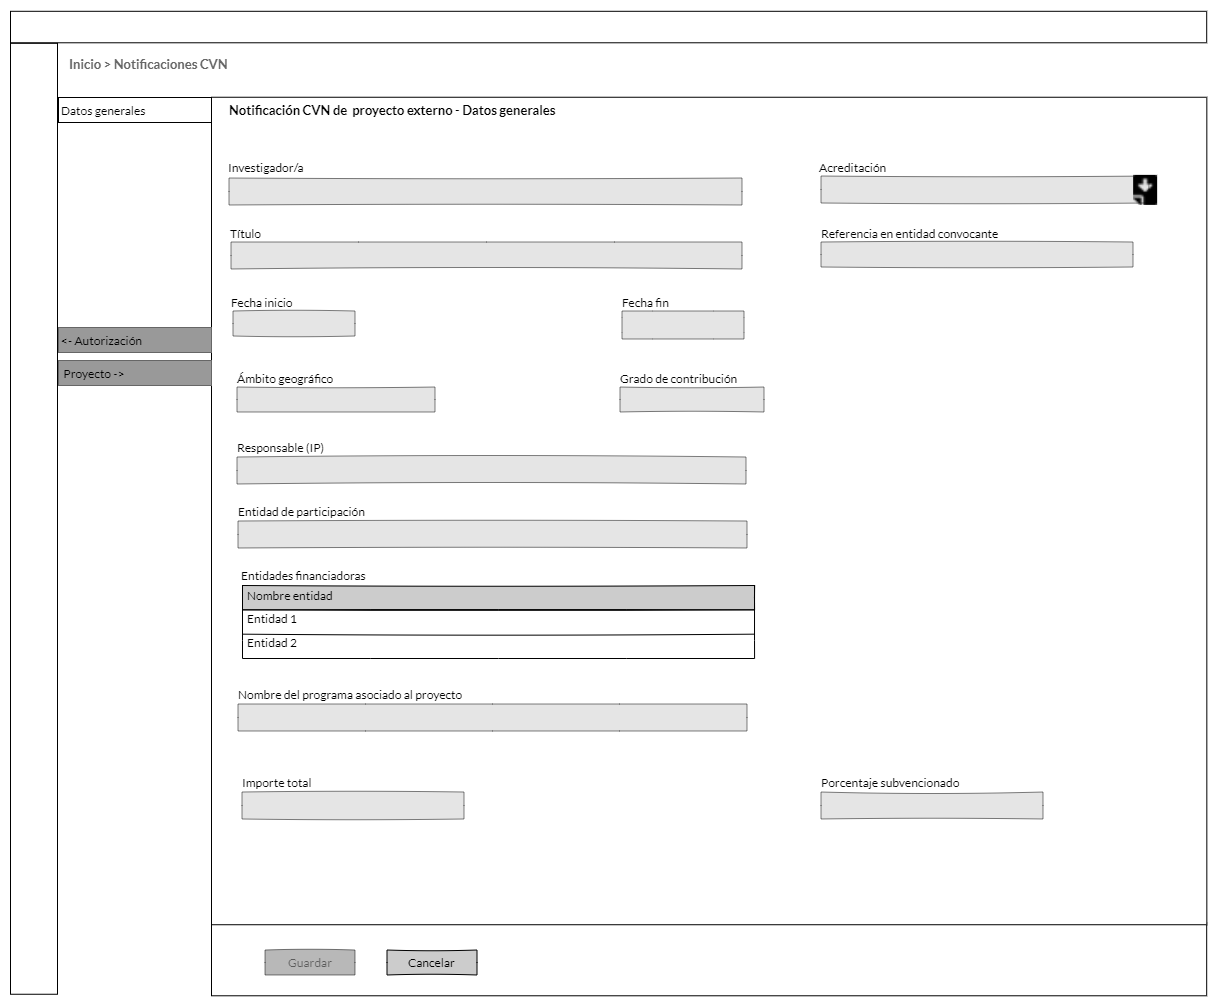 Inicio > Notificaciones CVN
Datos generales
Notificación CVN de proyecto externo - Datos generales
Investigador/a
Acreditación
Título
Referencia en entidad convocante
Fecha inicio
Fecha fin
<- Autorización
Proyecto ->
Ámbito geográfico
Grado de contribución
Responsable (IP)
Entidad de participación
Entidades financiadoras
Nombre entidad
Entidad 1
Entidad 2
Nombre del programa asociado al proyecto
Importe total
Porcentaje subvencionado
Guardar
Cancelar